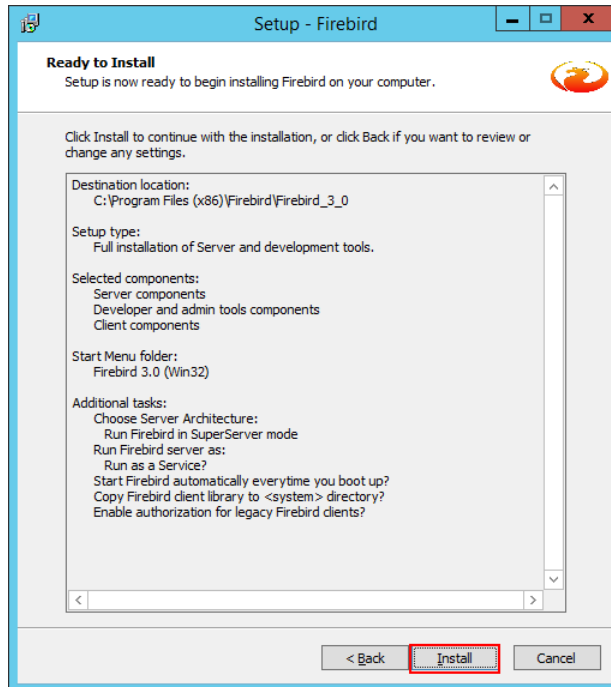 Setup - Firebird
Ready to Install
Setup is now ready to begin installing Firebird on your computer.
Click Install to continue with the installation, or click Back if you want to review or
change any settings.
Destination location:
C:\Program Files (x86)\Firebird\Firebird_3_0
Setup type:
Full installation of Server and development tools.
Selected components:
Server components
Developer and admin tools components
Client components
Start Menu folder:
Firebird 3.0 (Win32)
Additional tasks:
Choose Server Architecture:
Run Firebird in SuperServer mode
Run Firebird server as:
Run as a Service?
Start Firebird automatically everytime you boot up?
Copy Firebird client library to <system> directory?
Enable authorization for legacy Firebird clients?
< Back
Install
Cancel